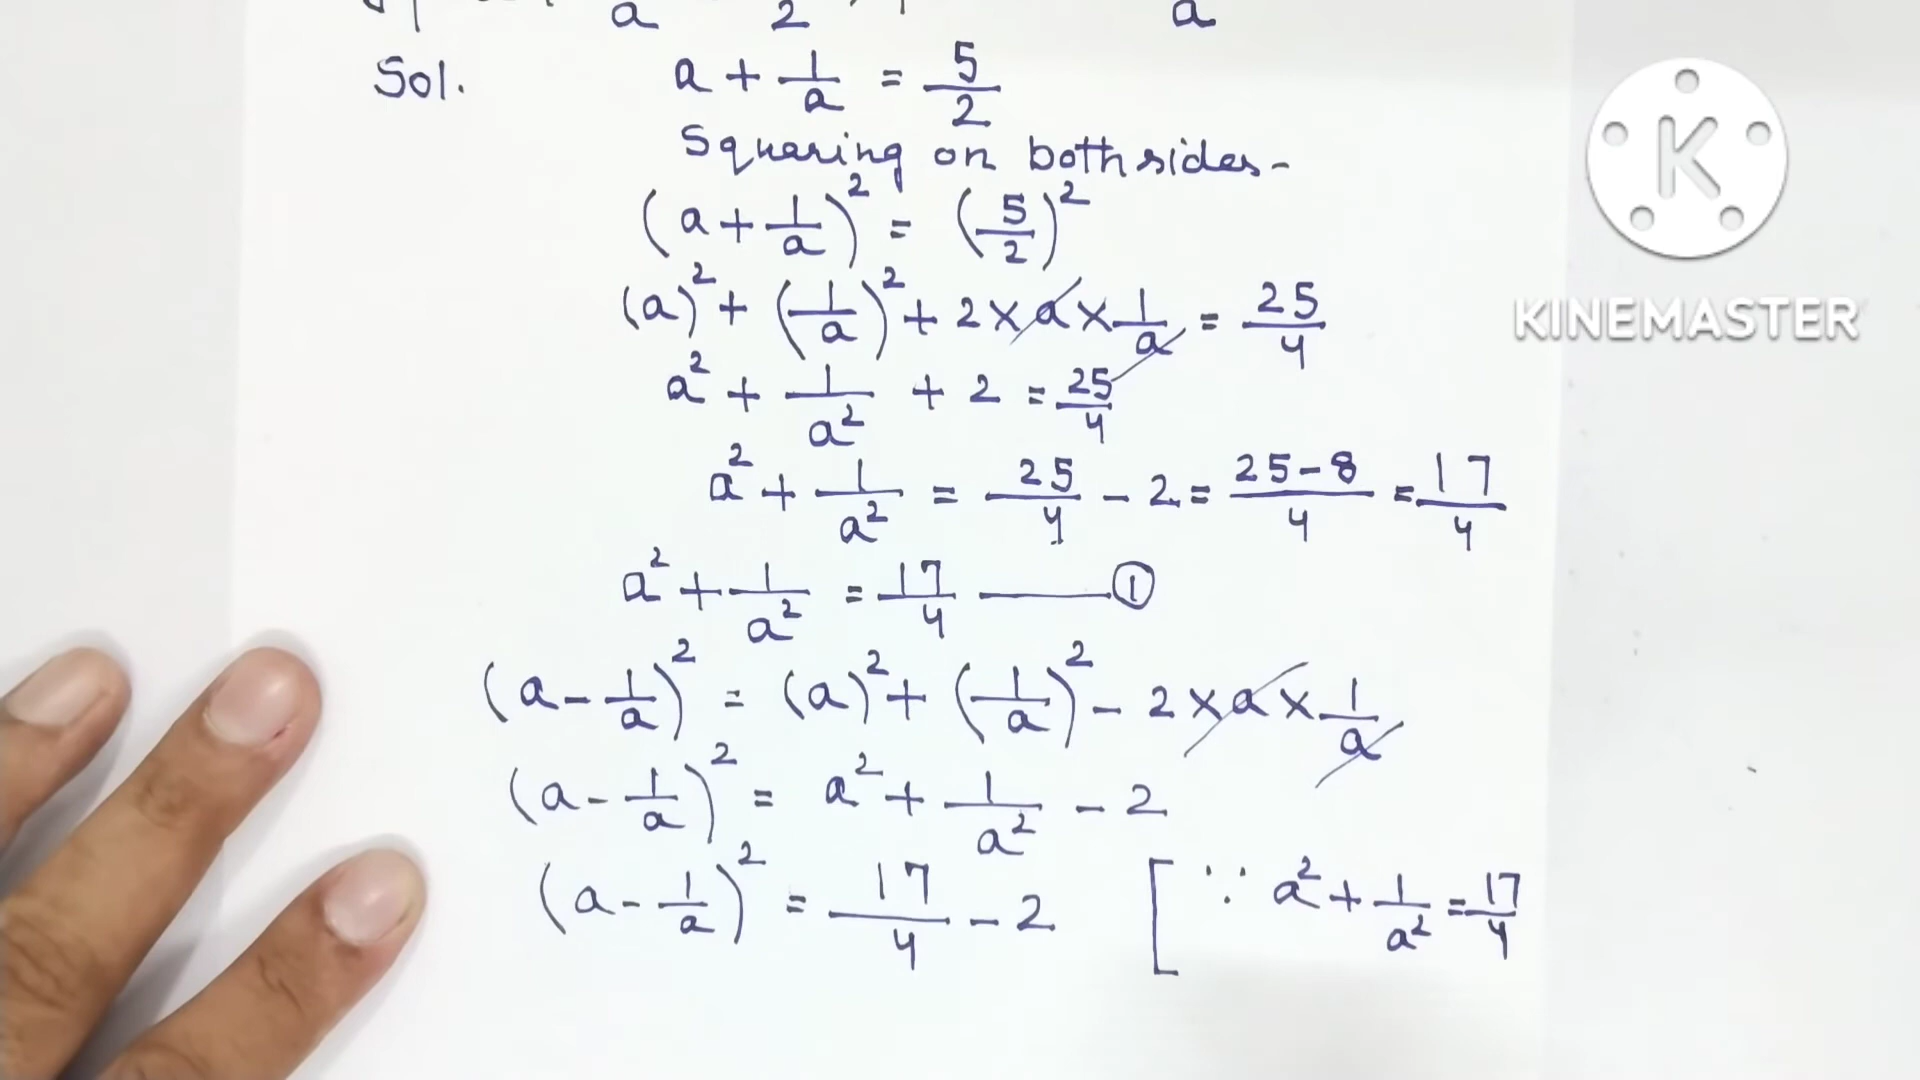 a 2 a
Sol. a + 1/a = 5/2
Squaring on both sides-
(a + 1/a)² = (5/2)²
(a)² + (1/a)² + 2 × a × 1/a = 25/4
a² + 1/a² + 2 = 25/4
a² + 1/a² = 25/4 - 2 = 25-8/4 = 17/4
a² + 1/a² = 17/4 —— ①
(a - 1/a)² = (a)² + (1/a)² - 2 × a × 1/a
(a - 1/a)² = a² + 1/a² - 2
(a - 1/a)² = 17/4 - 2 [ ∵ a² + 1/a² = 17/4
K
KINEMASTER